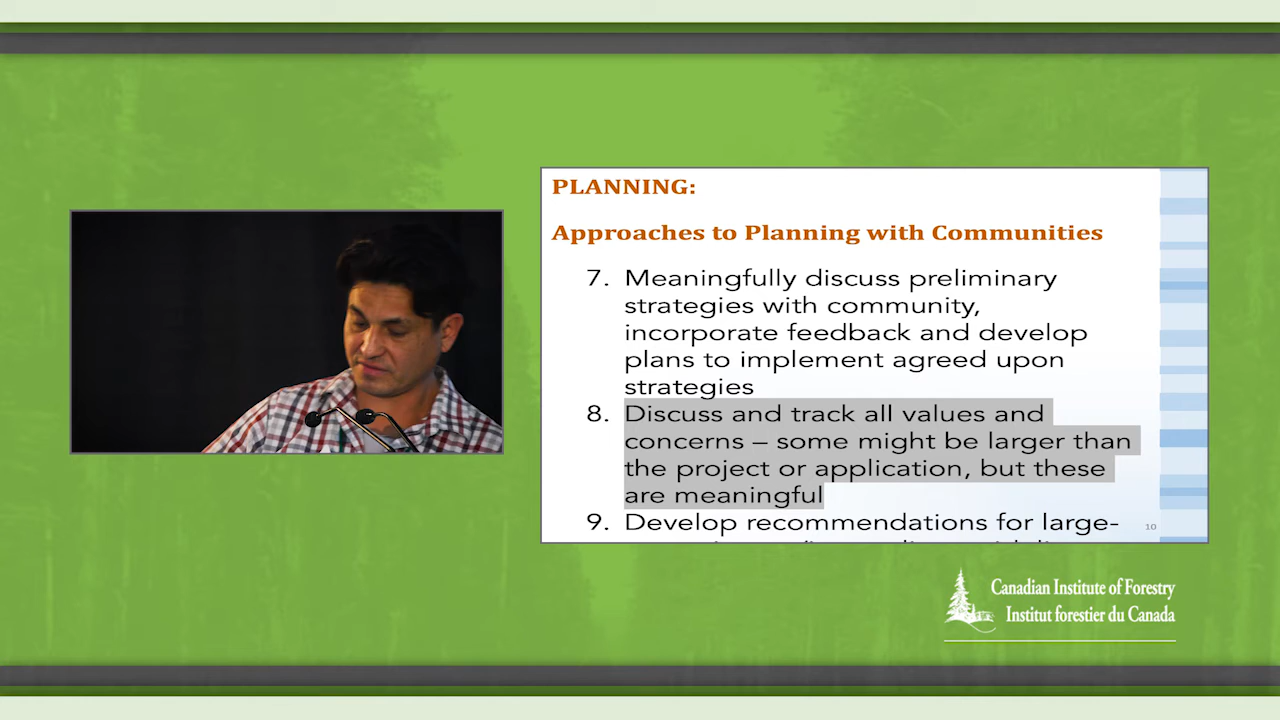 PLANNING:
Approaches to Planning with Communities
7. Meaningfully discuss preliminary
strategies with community,
incorporate feedback and develop
plans to implement agreed upon
strategies
8. Discuss and track all values and
concerns – some might be larger than
the project or application, but these
are meaningful
9. Develop recommendations for large-
10
Canadian Institute of Forestry
Institut forestier du Canada